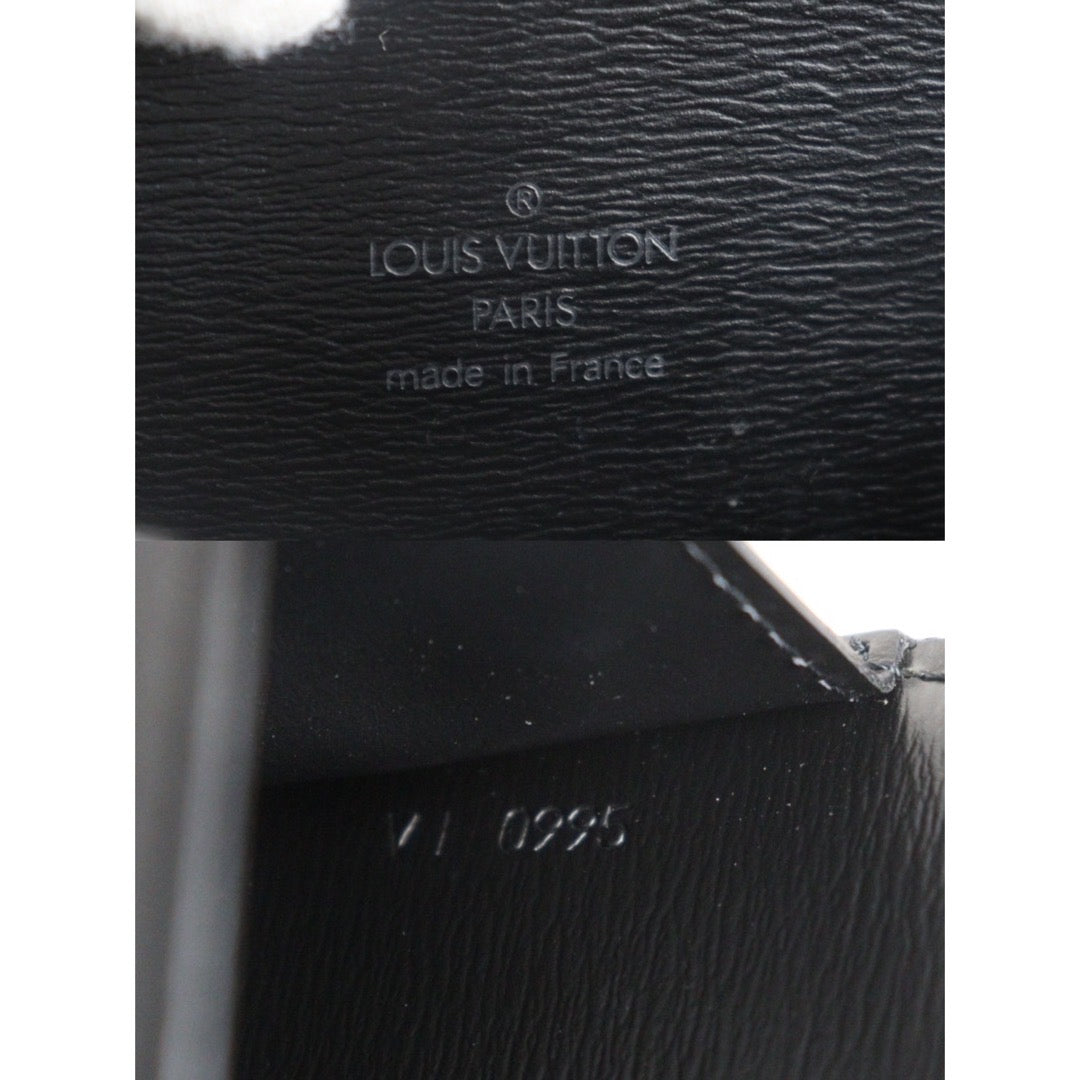 ®
LOUIS VUITTON
PARIS
made in France
VI 0995